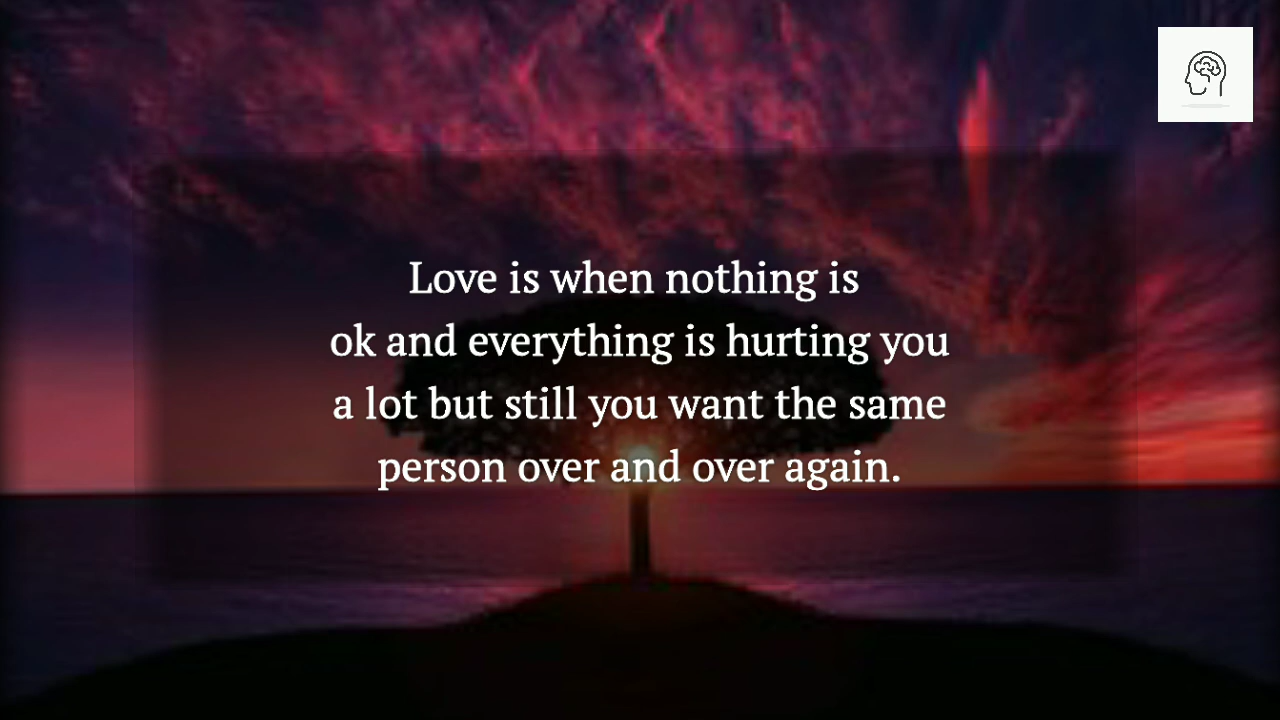 Love is when nothing is
ok and everything is hurting you
a lot but still you want the same
person over and over again.